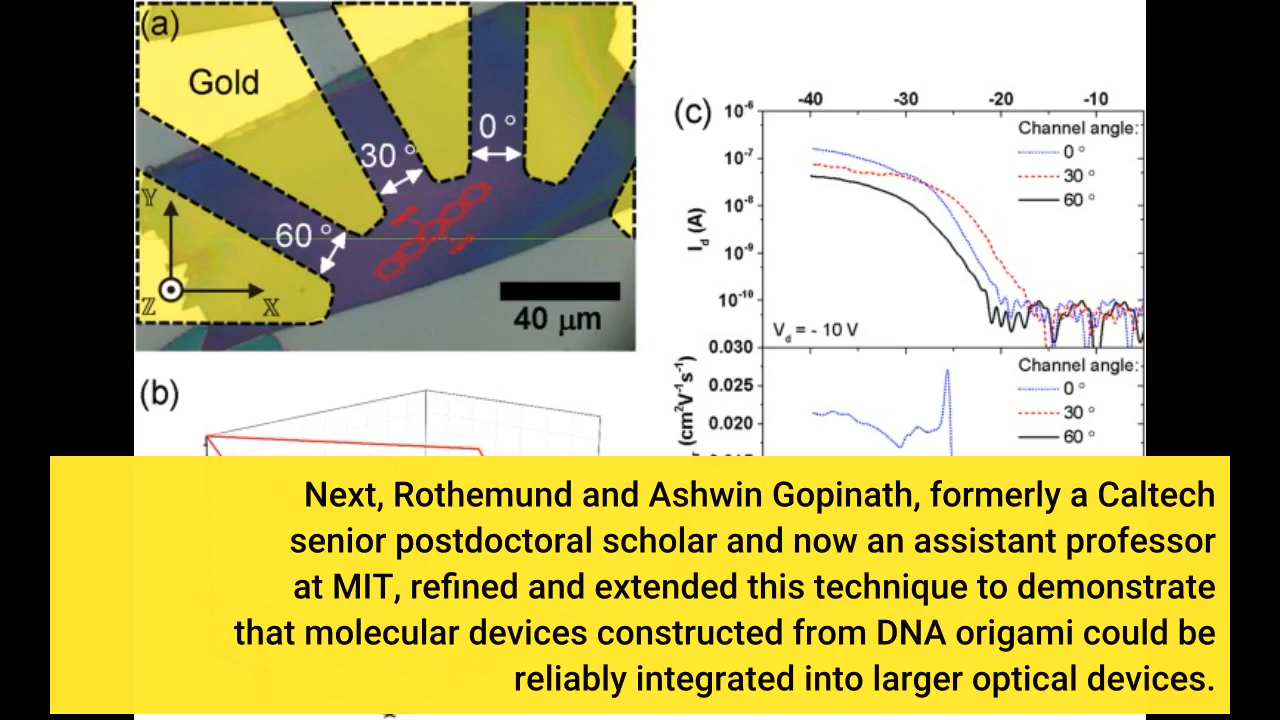 (a)
Gold
0 °
30 °
60 °
Y
Z
X
40 μm
(b)
(c)
-40 -30 -20 -10
10⁻⁶
10⁻⁷
10⁻⁸
10⁻⁹
10⁻¹⁰
I_d (A)
Channel angle:
0 °
30 °
60 °
V_d = - 10 V
0.030
0.025
0.020
(cm²V⁻¹s⁻¹)
Channel angle:
0 °
30 °
60 °
Next, Rothemund and Ashwin Gopinath, formerly a Caltech
senior postdoctoral scholar and now an assistant professor
at MIT, refined and extended this technique to demonstrate
that molecular devices constructed from DNA origami could be
reliably integrated into larger optical devices.